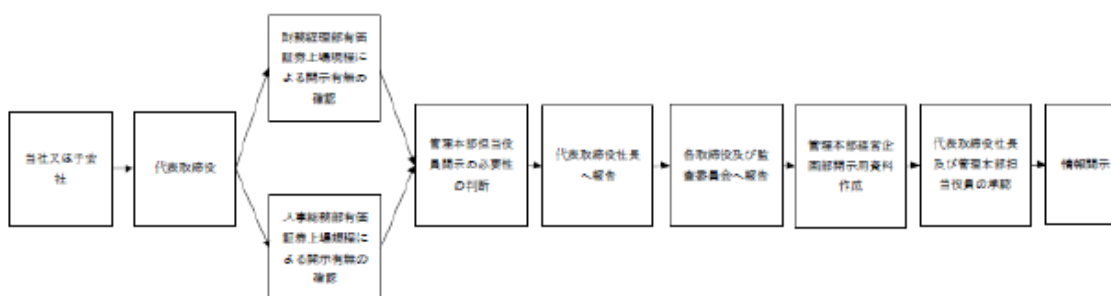 当社又は子会
社
代表取締役
財務経理部有価
証券上場規程に
よる開示有無の
確認
人事総務部有価
証券上場規程に
よる開示有無の
確認
管理本部担当役
員開示の必要性
の判断
代表取締役社長
へ報告
各取締役及び監
査委員会へ報告
管理本部経営企
画部開示用資料
作成
代表取締役社長
及び管理本部担
当役員の承認
情報開示